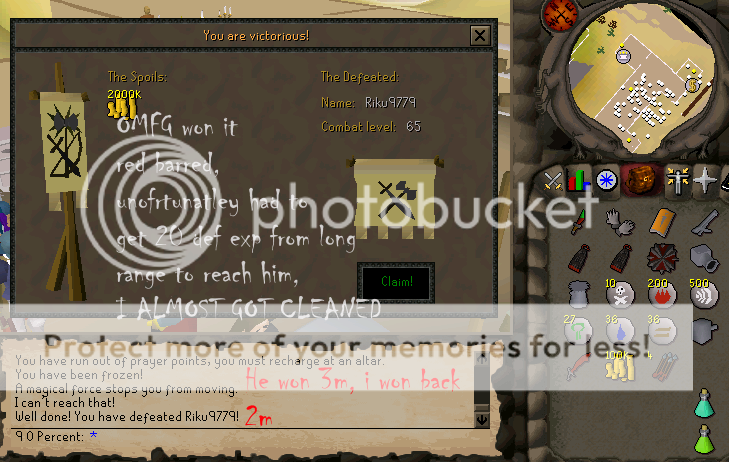 You are victorious!
The Spoils:
2000K
The Defeated:
Name: Riku9779
Combat level: 65
OMFG won it
red barred,
unofrtunatley had to
get 20 def exp from long
range to reach him,
I ALMOST GOT CLEANED
Claim!
photobucket
Protect more of your memories for less!
You have run out of prayer points, you must recharge at an altar.
You have been frozen!
A magical force stops you from moving.
I can't reach that!
Well done! You have defeated Riku9779!
He won 3m, i won back
2m
9 0 Percent: *
10
200
500
27
36
36
100K
4